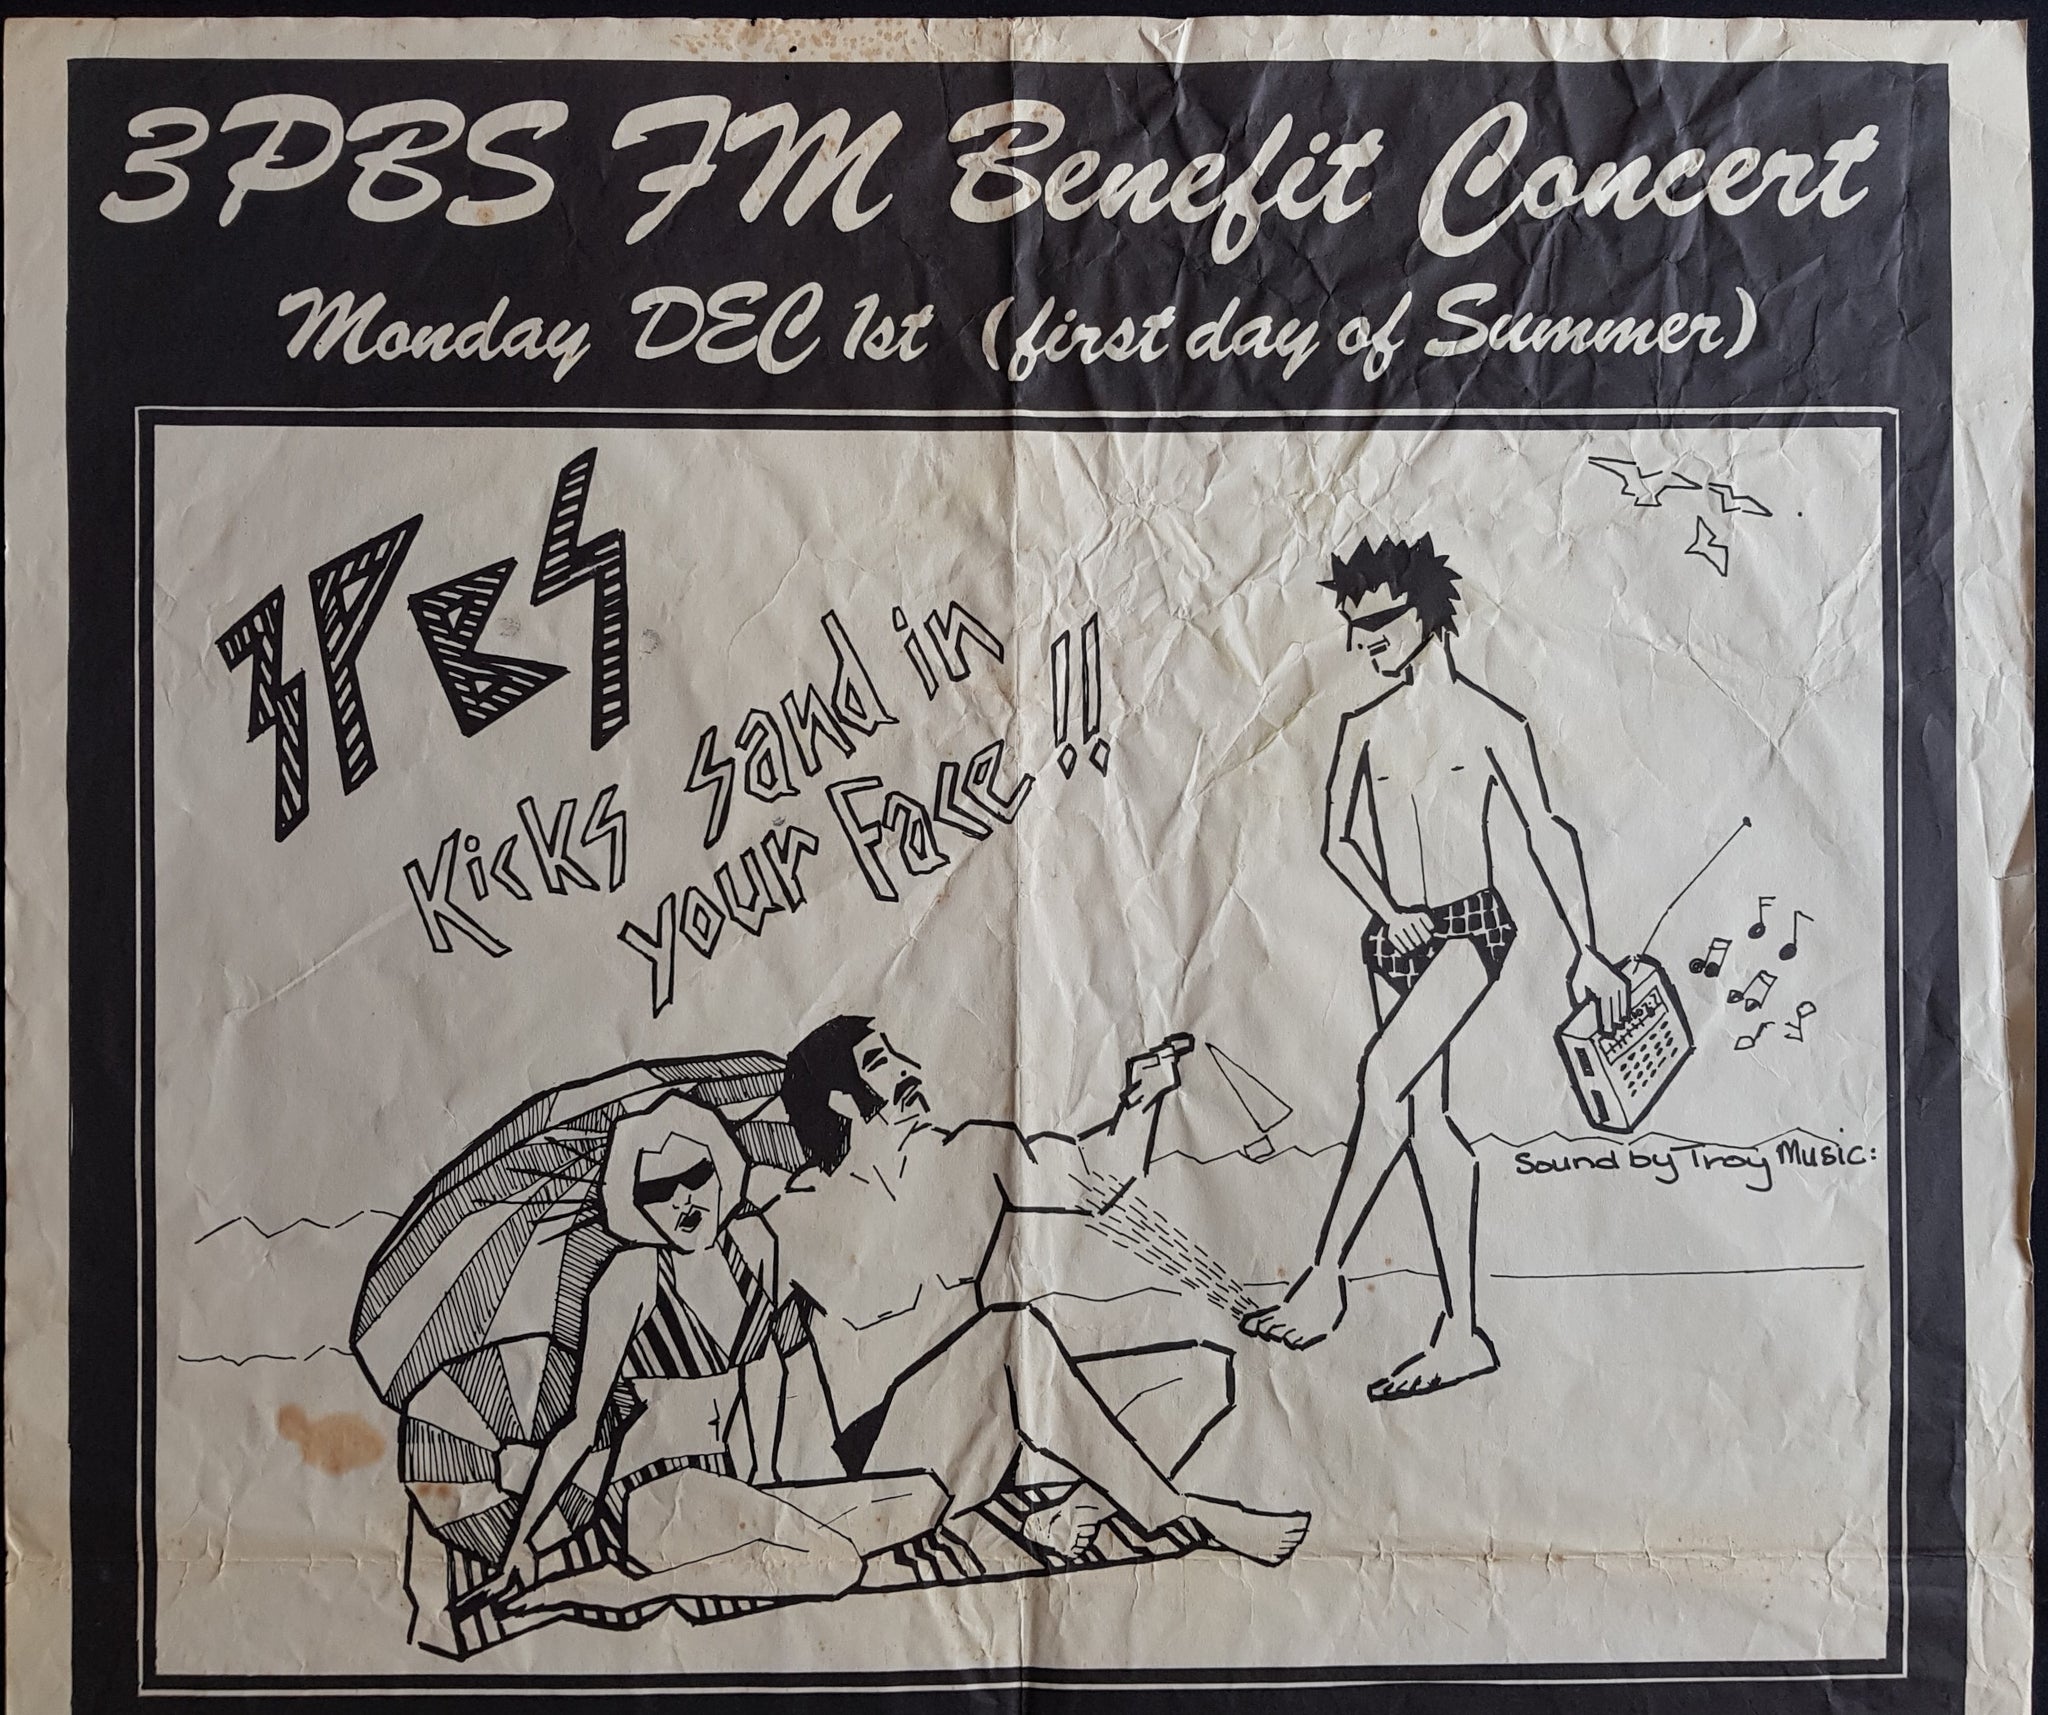 3PBS FM Benefit Concert
Monday DEC 1st (first day of Summer)
3PBS
Kicks sand in
your Face!!
Sound by Troy Music: